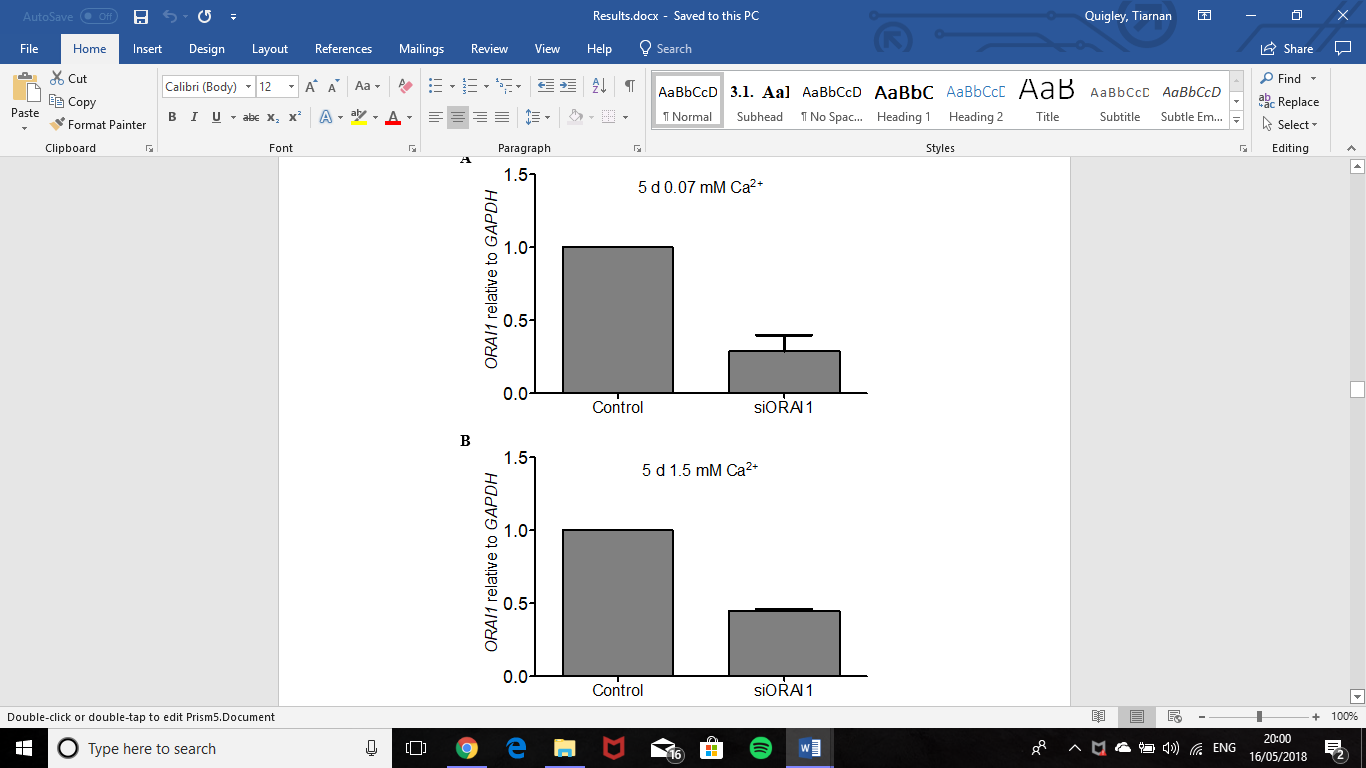 AutoSave Off
Results.docx - Saved to this PC
Quigley, Tiarnan
File Home Insert Design Layout References Mailings Review View Help Search Share
Paste
Cut
Copy
Format Painter
Clipboard
Calibri (Body) 12
B I U abc x₂ x²
Font
Paragraph
AaBbCcD
¶ Normal
3.1. AaI
Subhead
AaBbCcD
¶ No Spac...
AaBbC
Heading 1
AaBbCcD
Heading 2
AaB
Title
AaBbCcD
Subtitle
AaBbCcD
Subtle Em...
Styles
Find
Replace
Select
Editing
A
5 d 0.07 mM Ca²⁺
ORAI1 relative to GAPDH
1.5
1.0
0.5
0.0
Control siORAI1
B
5 d 1.5 mM Ca²⁺
ORAI1 relative to GAPDH
1.5
1.0
0.5
0.0
Control siORAI1
Double-click or double-tap to edit Prism5.Document
100%
Type here to search
16
ENG
20:00
16/05/2018
2